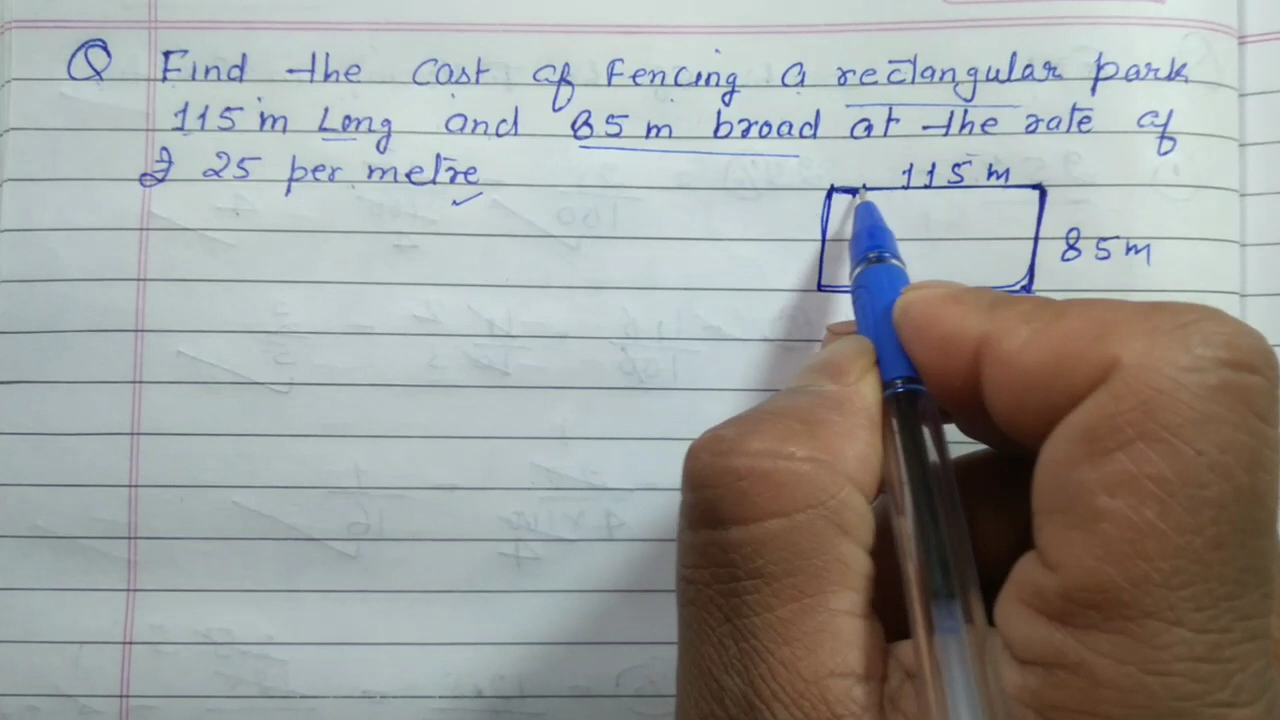 Q Find the Cost of Fencing a rectangular park
115 m Long and 85 m broad at the rate of
₹ 25 per metre
115 m
85 m